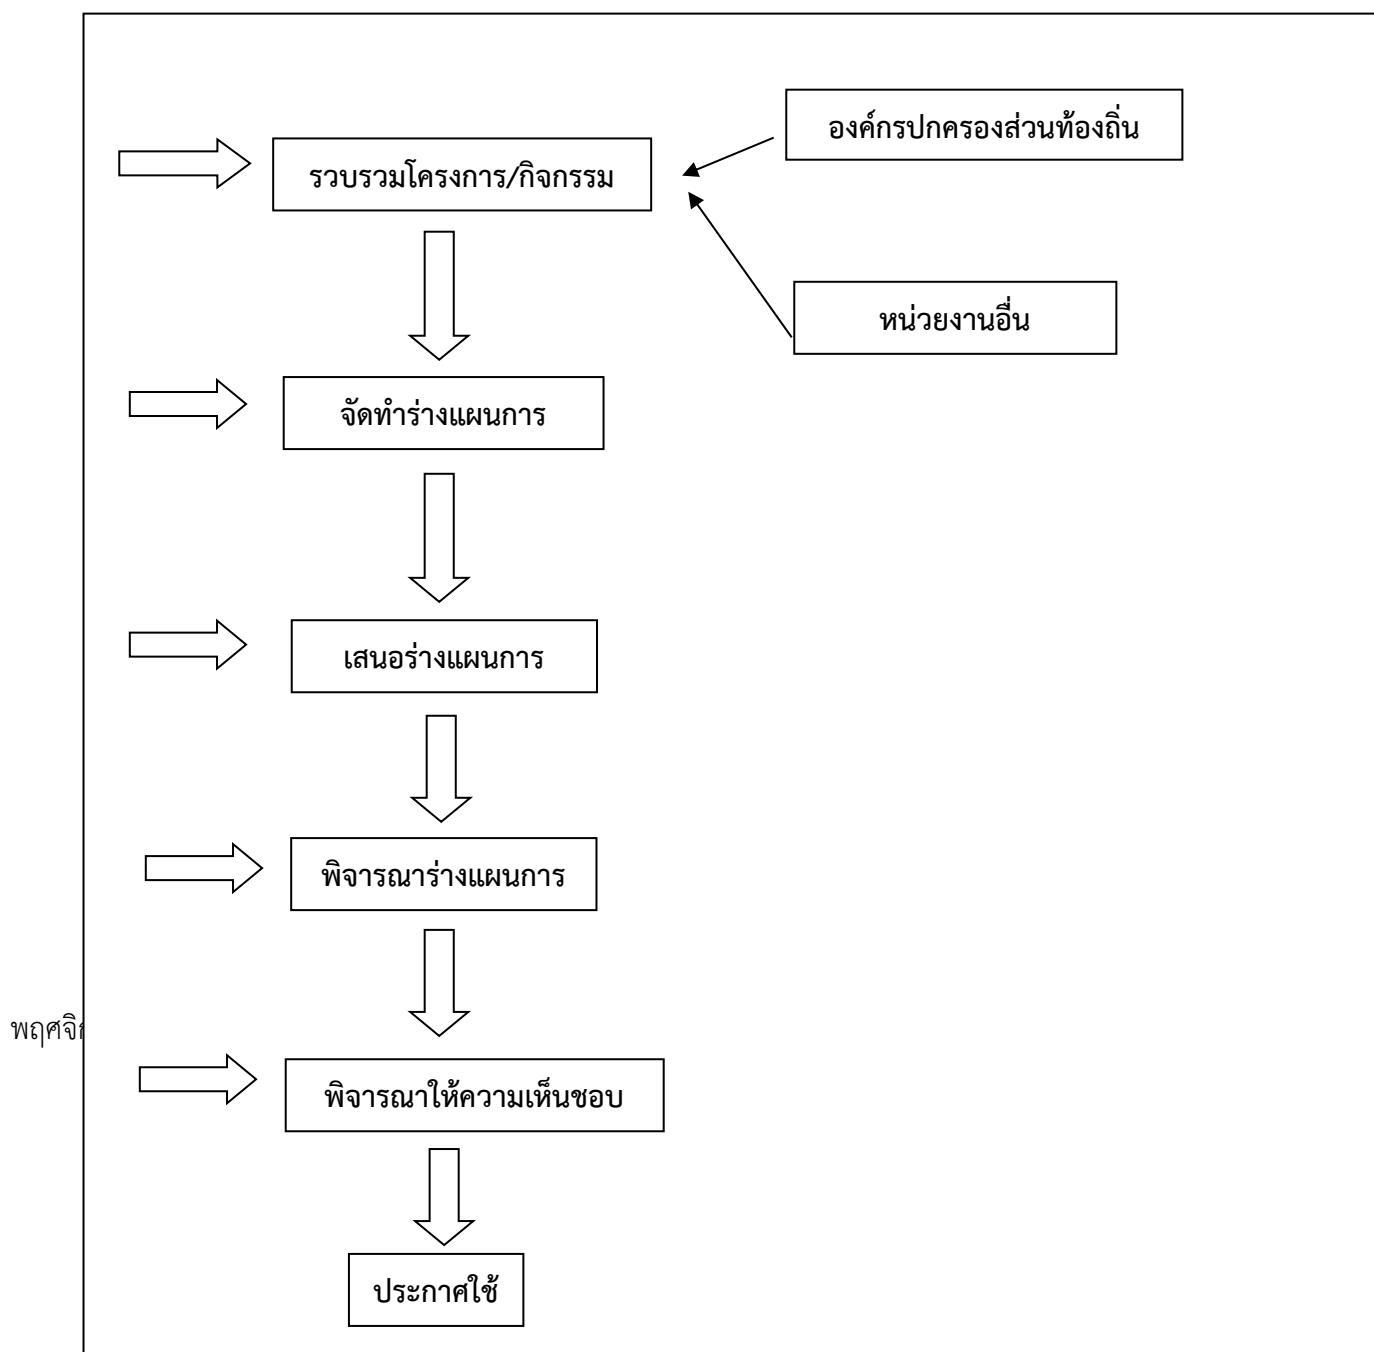 องค์กรปกครองส่วนท้องถิ่น
รวบรวมโครงการ/กิจกรรม
หน่วยงานอื่น
จัดทำร่างแผนการ
เสนอร่างแผนการ
พิจารณาร่างแผนการ
พฤศจิก
พิจารณาให้ความเห็นชอบ
ประกาศใช้